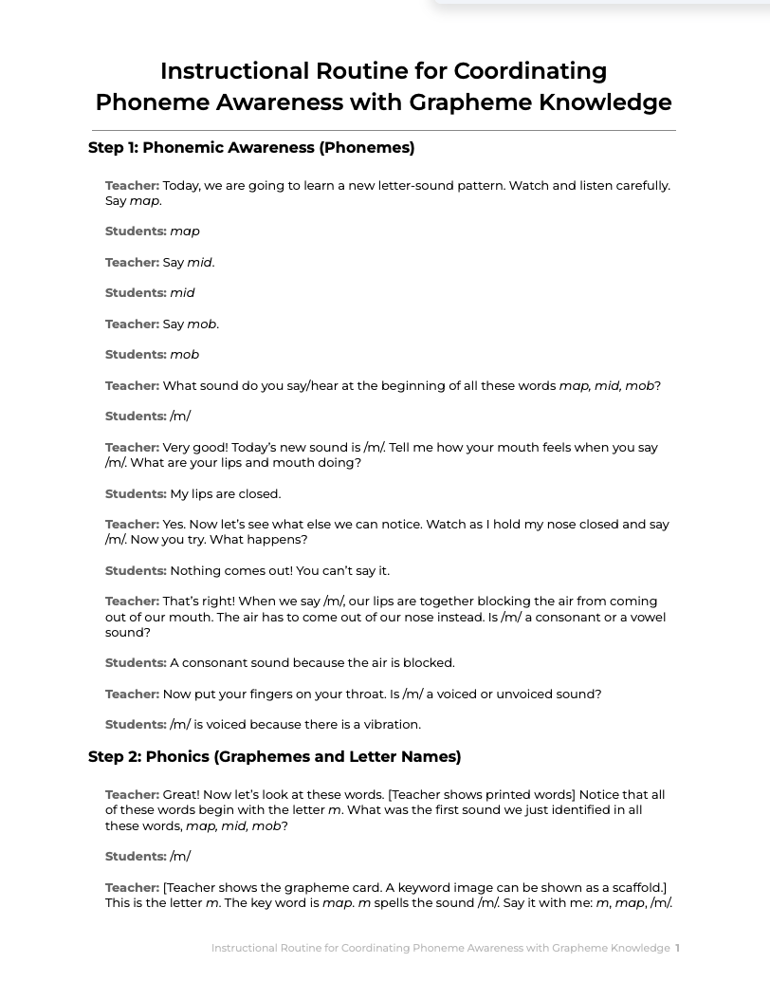 Instructional Routine for Coordinating
Phoneme Awareness with Grapheme Knowledge
Step 1: Phonemic Awareness (Phonemes)
Teacher: Today, we are going to learn a new letter-sound pattern. Watch and listen carefully.
Say map.
Students: map
Teacher: Say mid.
Students: mid
Teacher: Say mob.
Students: mob
Teacher: What sound do you say/hear at the beginning of all these words map, mid, mob?
Students: /m/
Teacher: Very good! Today’s new sound is /m/. Tell me how your mouth feels when you say
/m/. What are your lips and mouth doing?
Students: My lips are closed.
Teacher: Yes. Now let’s see what else we can notice. Watch as I hold my nose closed and say
/m/. Now you try. What happens?
Students: Nothing comes out! You can’t say it.
Teacher: That’s right! When we say /m/, our lips are together blocking the air from coming
out of our mouth. The air has to come out of our nose instead. Is /m/ a consonant or a vowel
sound?
Students: A consonant sound because the air is blocked.
Teacher: Now put your fingers on your throat. Is /m/ a voiced or unvoiced sound?
Students: /m/ is voiced because there is a vibration.
Step 2: Phonics (Graphemes and Letter Names)
Teacher: Great! Now let’s look at these words. [Teacher shows printed words] Notice that all
of these words begin with the letter m. What was the first sound we just identified in all
these words, map, mid, mob?
Students: /m/
Teacher: [Teacher shows the grapheme card. A keyword image can be shown as a scaffold.]
This is the letter m. The key word is map. m spells the sound /m/. Say it with me: m, map, /m/.
Instructional Routine for Coordinating Phoneme Awareness with Grapheme Knowledge 1